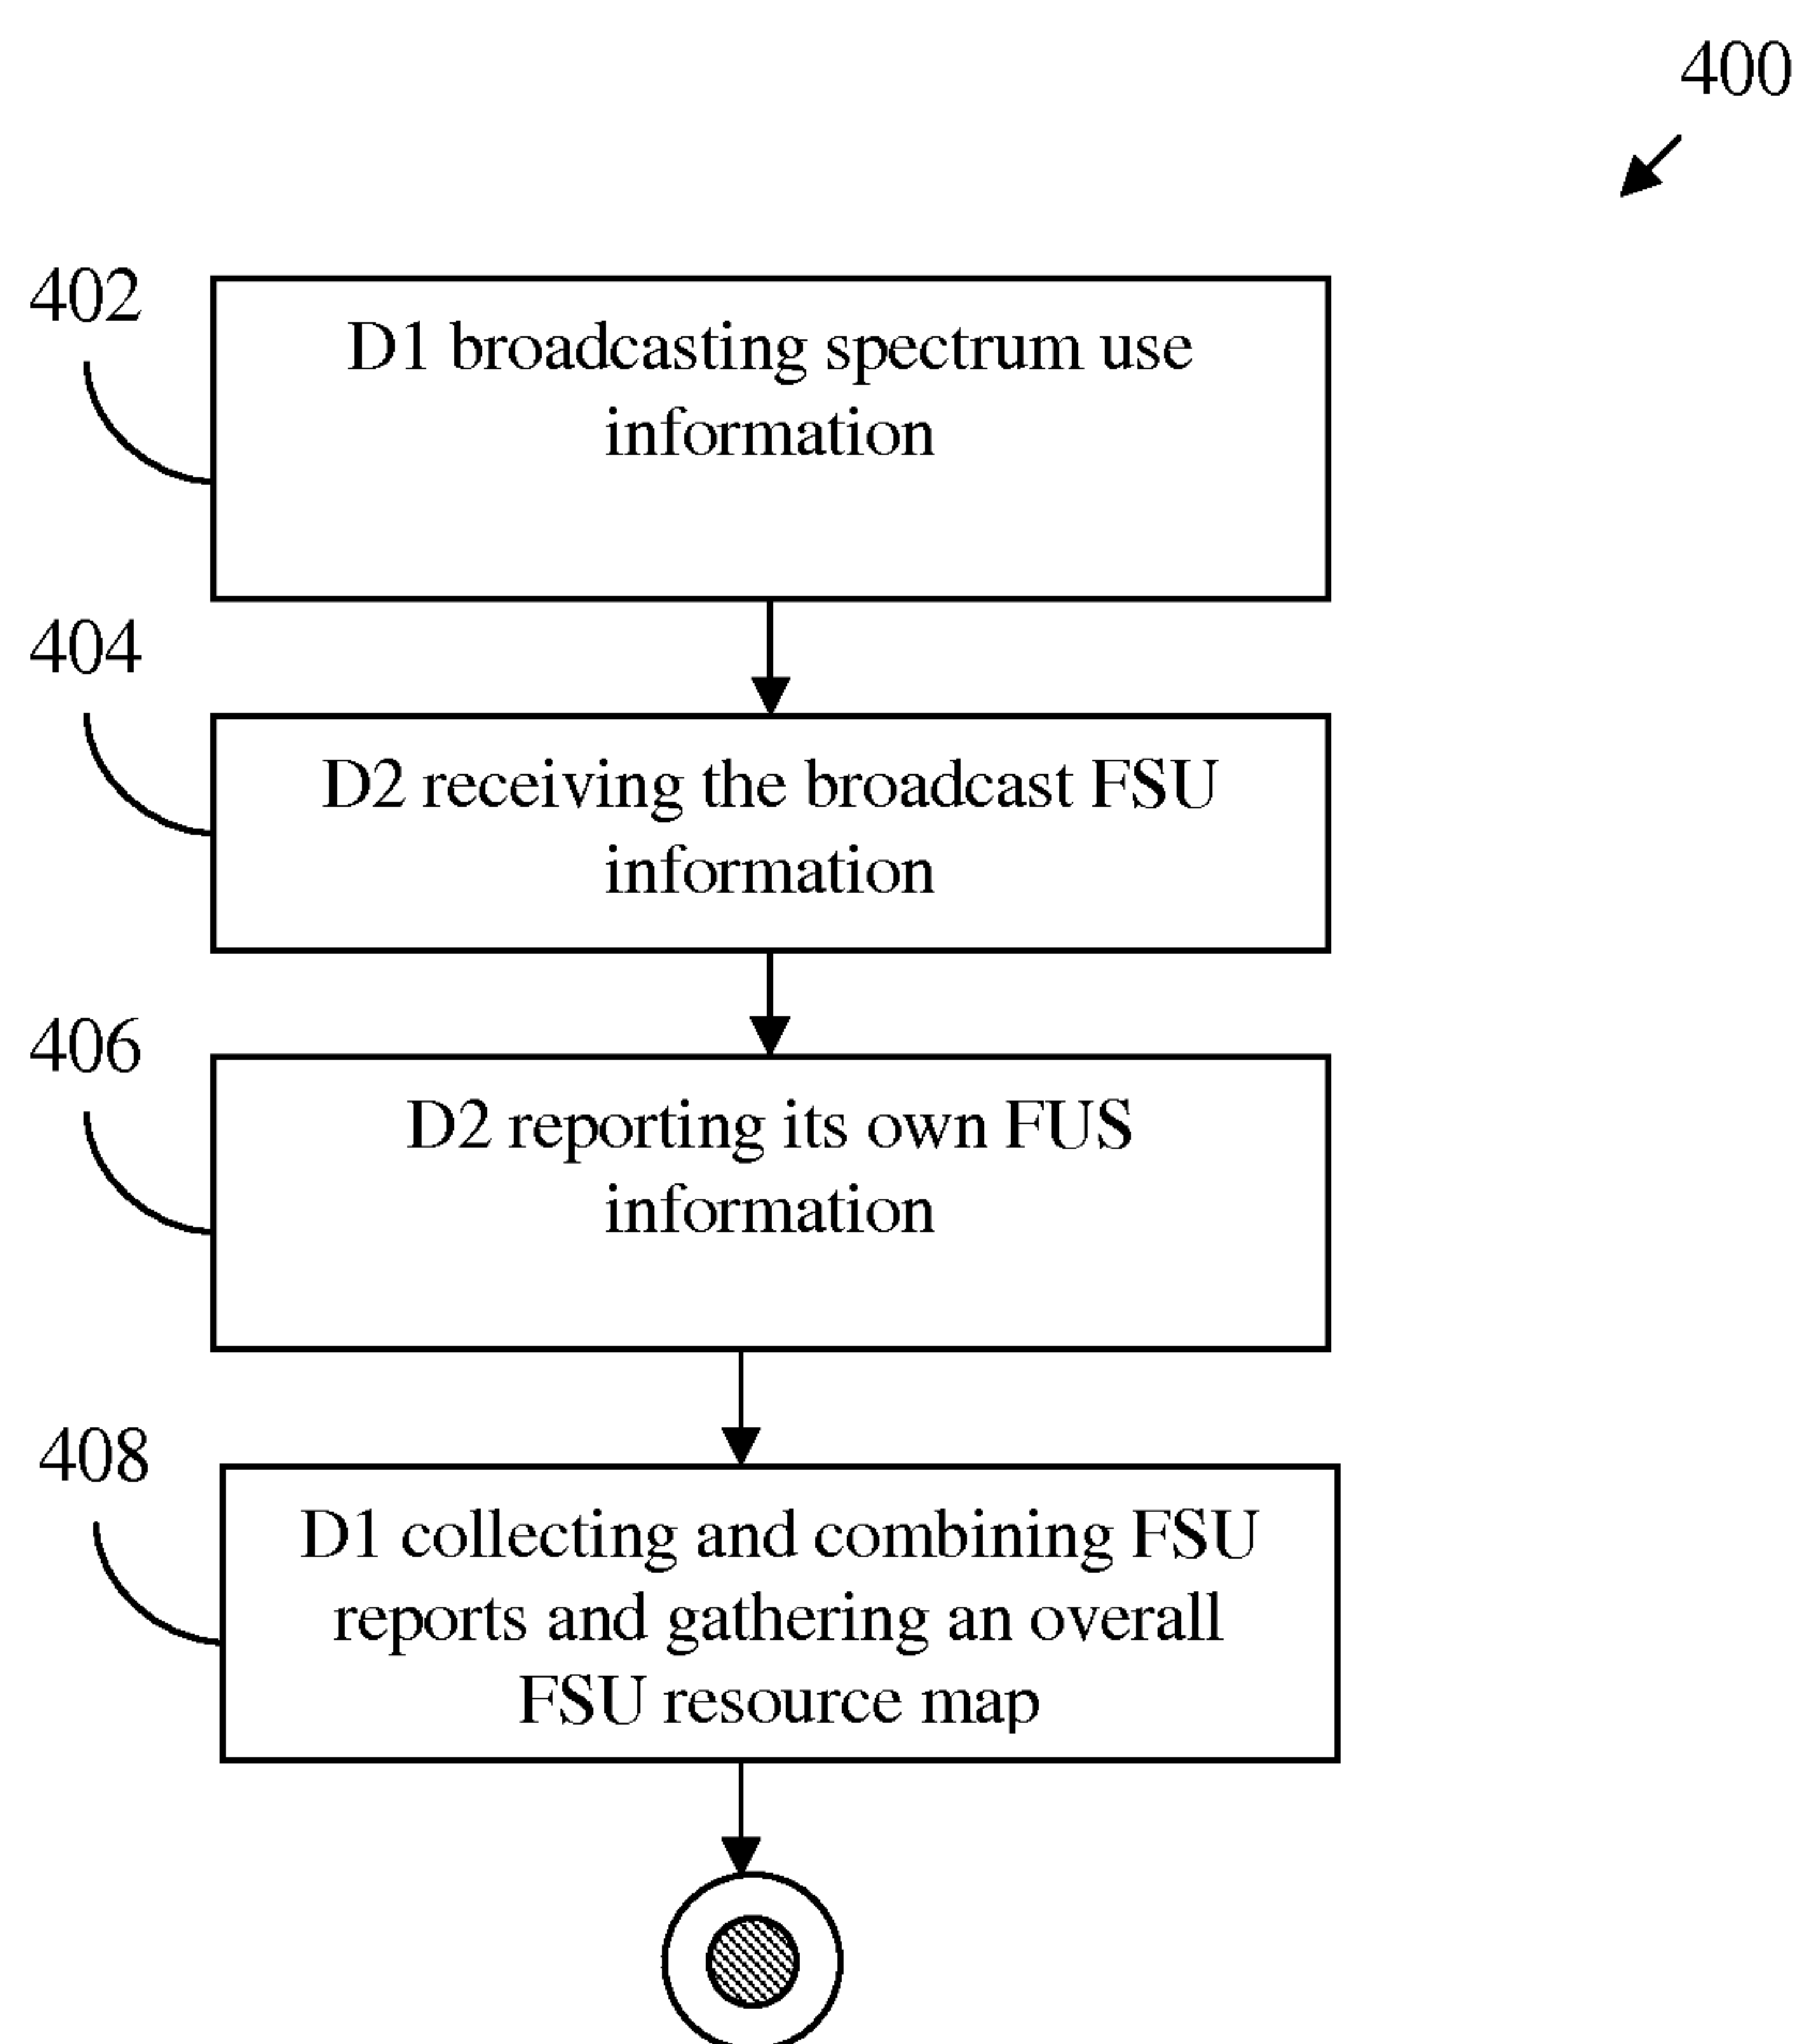 400
402
D1 broadcasting spectrum use
information
404
D2 receiving the broadcast FSU
information
406
D2 reporting its own FUS
information
408
D1 collecting and combining FSU
reports and gathering an overall
FSU resource map